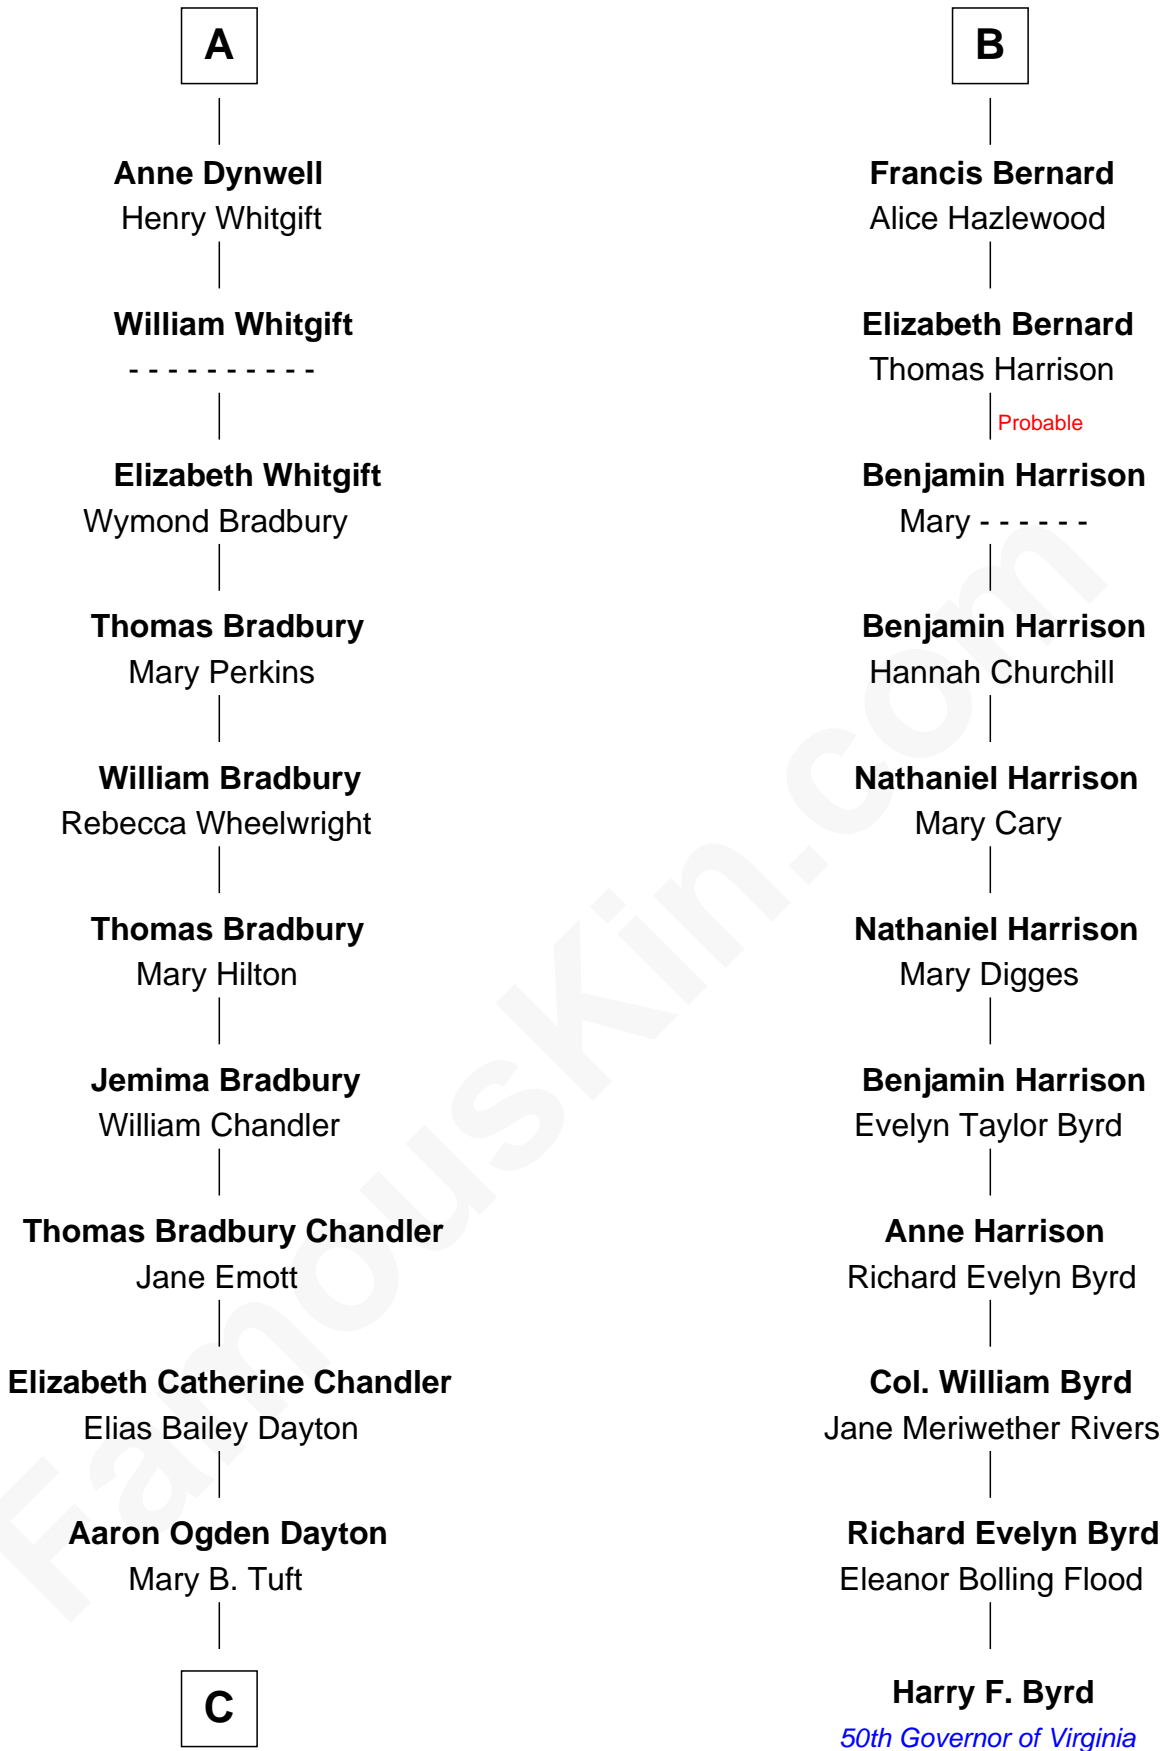 A
Anne Dynwell
Henry Whitgift
William Whitgift
- - - - - - - - - -
Elizabeth Whitgift
Wymond Bradbury
Thomas Bradbury
Mary Perkins
William Bradbury
Rebecca Wheelwright
Thomas Bradbury
Mary Hilton
Jemima Bradbury
William Chandler
Thomas Bradbury Chandler
Jane Emott
Elizabeth Catherine Chandler
Elias Bailey Dayton
Aaron Ogden Dayton
Mary B. Tuft
C
B
Francis Bernard
Alice Hazlewood
Elizabeth Bernard
Thomas Harrison
Probable
Benjamin Harrison
Mary - - - - - -
Benjamin Harrison
Hannah Churchill
Nathaniel Harrison
Mary Cary
Nathaniel Harrison
Mary Digges
Benjamin Harrison
Evelyn Taylor Byrd
Anne Harrison
Richard Evelyn Byrd
Col. William Byrd
Jane Meriwether Rivers
Richard Evelyn Byrd
Eleanor Bolling Flood
Harry F. Byrd
50th Governor of Virginia
FamousKin.com